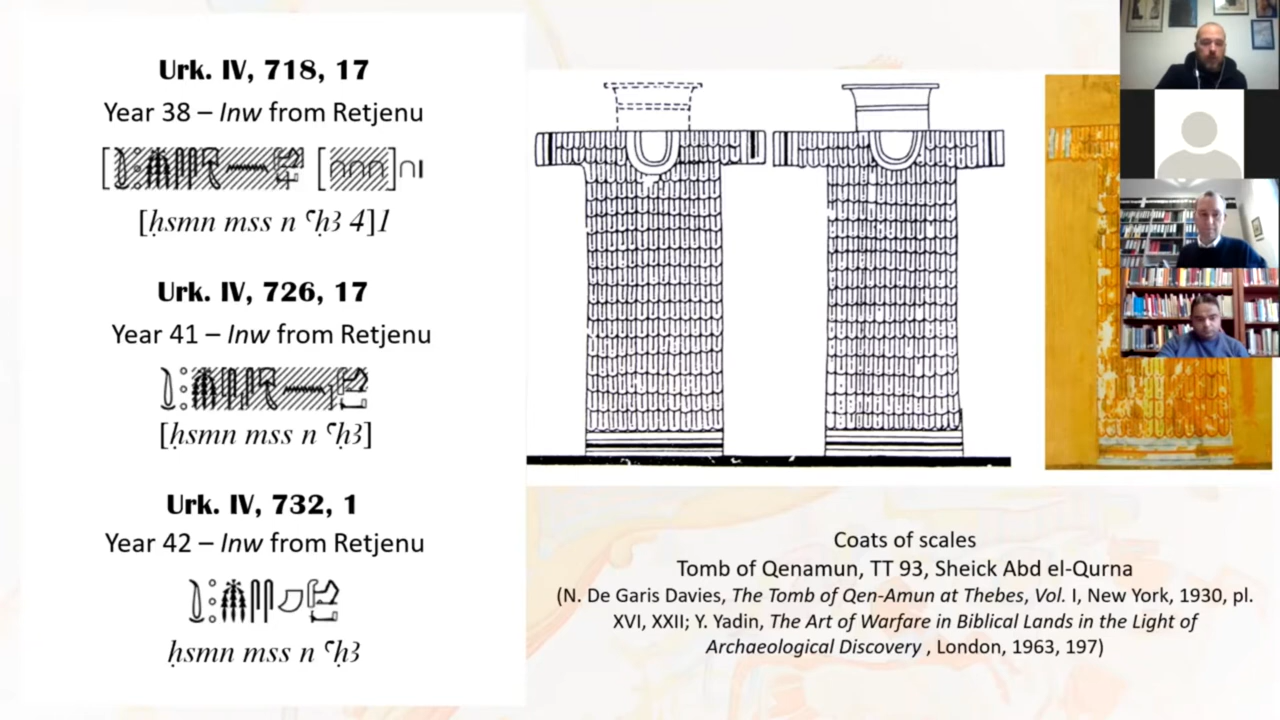 Urk. IV, 718, 17
Year 38 – Inw from Retjenu
[ḥsmn mss n ꜥḥꜣ 4]1
Urk. IV, 726, 17
Year 41 – Inw from Retjenu
[ḥsmn mss n ꜥḥꜣ]
Urk. IV, 732, 1
Year 42 – Inw from Retjenu
ḥsmn mss n ꜥḥꜣ
Coats of scales
Tomb of Qenamun, TT 93, Sheick Abd el-Qurna
(N. De Garis Davies, The Tomb of Qen-Amun at Thebes, Vol. I, New York, 1930, pl.
XVI, XXII; Y. Yadin, The Art of Warfare in Biblical Lands in the Light of
Archaeological Discovery , London, 1963, 197)